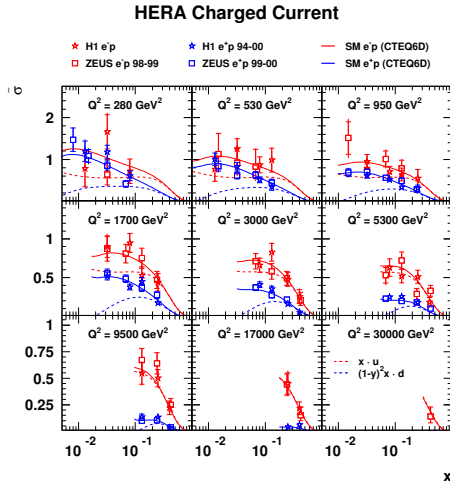 HERA Charged Current
H1 e⁻p
H1 e⁺p 94-00
SM e⁻p (CTEQ6D)
ZEUS e⁻p 98-99
ZEUS e⁺p 99-00
SM e⁺p (CTEQ6D)
σ̃
Q² = 280 GeV²
Q² = 530 GeV²
Q² = 950 GeV²
2
1
Q² = 1700 GeV²
Q² = 3000 GeV²
Q² = 5300 GeV²
1
0.5
Q² = 9500 GeV²
Q² = 17000 GeV²
Q² = 30000 GeV²
1
0.75
0.5
0.25
x · u
(1-y)²x · d
10⁻² 10⁻¹ 10⁻² 10⁻¹ 10⁻² 10⁻¹
x